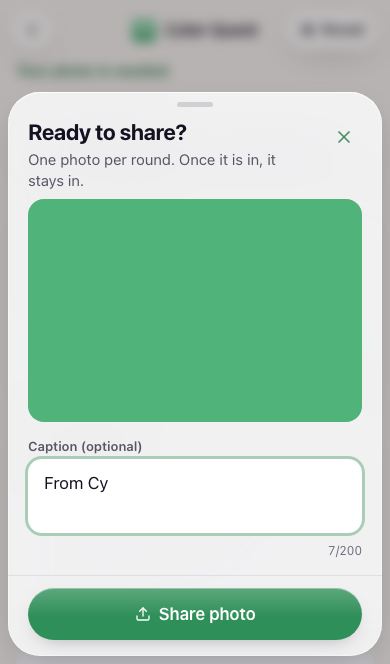 Ready to share?
One photo per round. Once it is in, it
stays in.
Caption (optional)
From Cy
7/200
Share photo